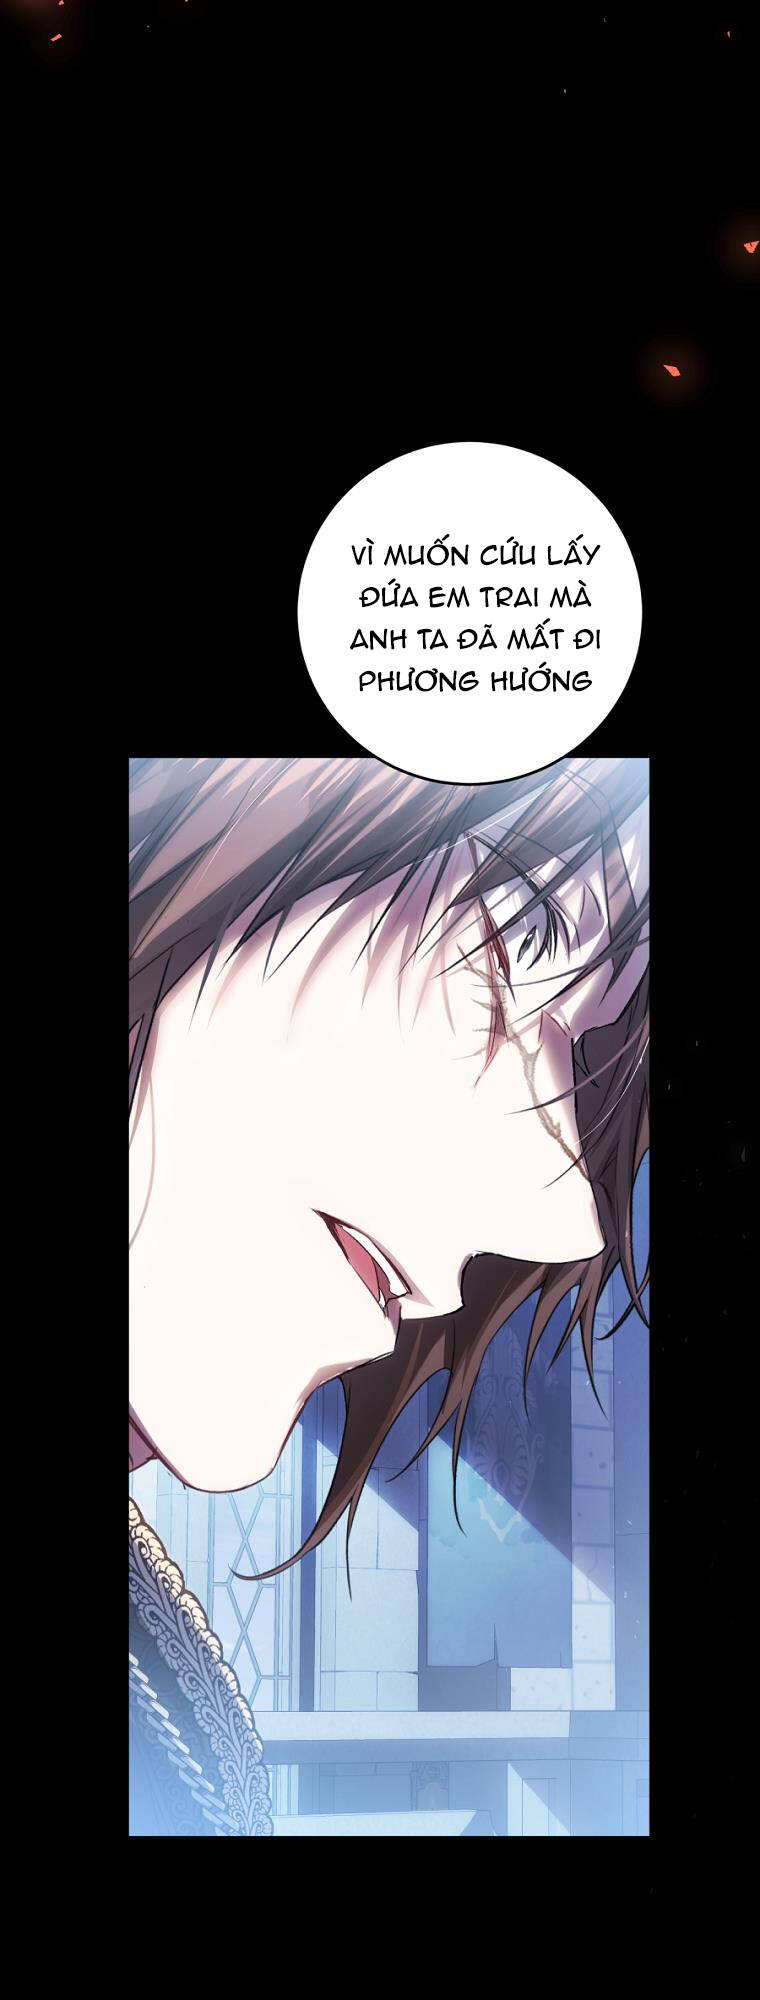 VÌ MUỐN CỨU LẤY
ĐỨA EM TRAI MÀ
ANH TA ĐÃ MẤT ĐI
PHƯƠNG HƯỚNG